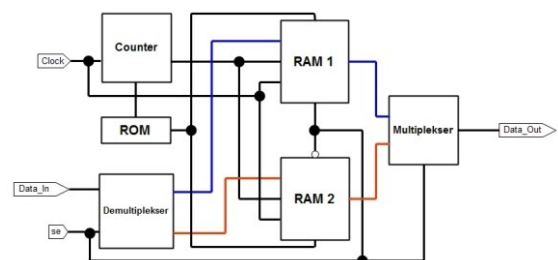 Counter
RAM 1
Clock
ROM
Multiplekser
Data_Out
Data_In
Demultiplekser
RAM 2
se